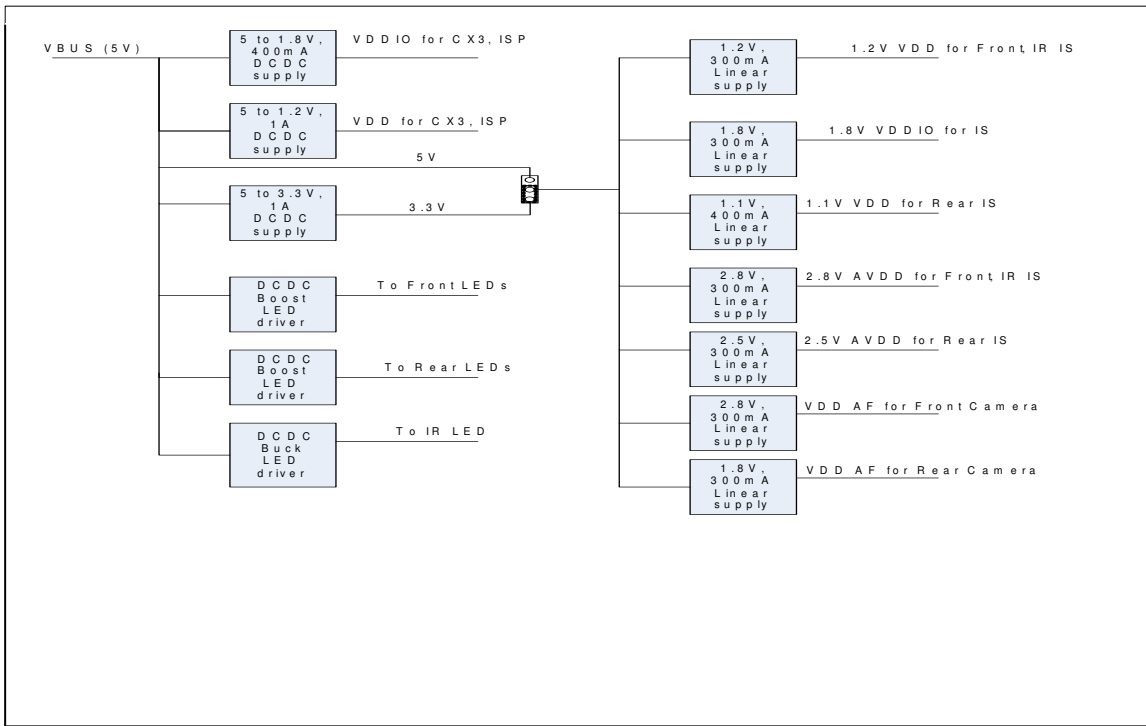 VBUS (5V)
5 to 1.8V,
400mA
DCDC
supply
VDDIO for CX3, ISP
5 to 1.2V,
1A
DCDC
supply
VDD for CX3, ISP
5V
5 to 3.3V,
1A
DCDC
supply
3.3V
DCDC
Boost
LED
driver
To Front LEDs
DCDC
Boost
LED
driver
To Rear LEDs
DCDC
Buck
LED
driver
To IR LED
1.2V,
300mA
Linear
supply
1.2V VDD for Front, IR IS
1.8V,
300mA
Linear
supply
1.8V VDDIO for IS
1.1V,
400mA
Linear
supply
1.1V VDD for Rear IS
2.8V,
300mA
Linear
supply
2.8V AVDD for Front, IR IS
2.5V,
300mA
Linear
supply
2.5V AVDD for Rear IS
2.8V,
300mA
Linear
supply
VDD AF for Front Camera
1.8V,
300mA
Linear
supply
VDD AF for Rear Camera